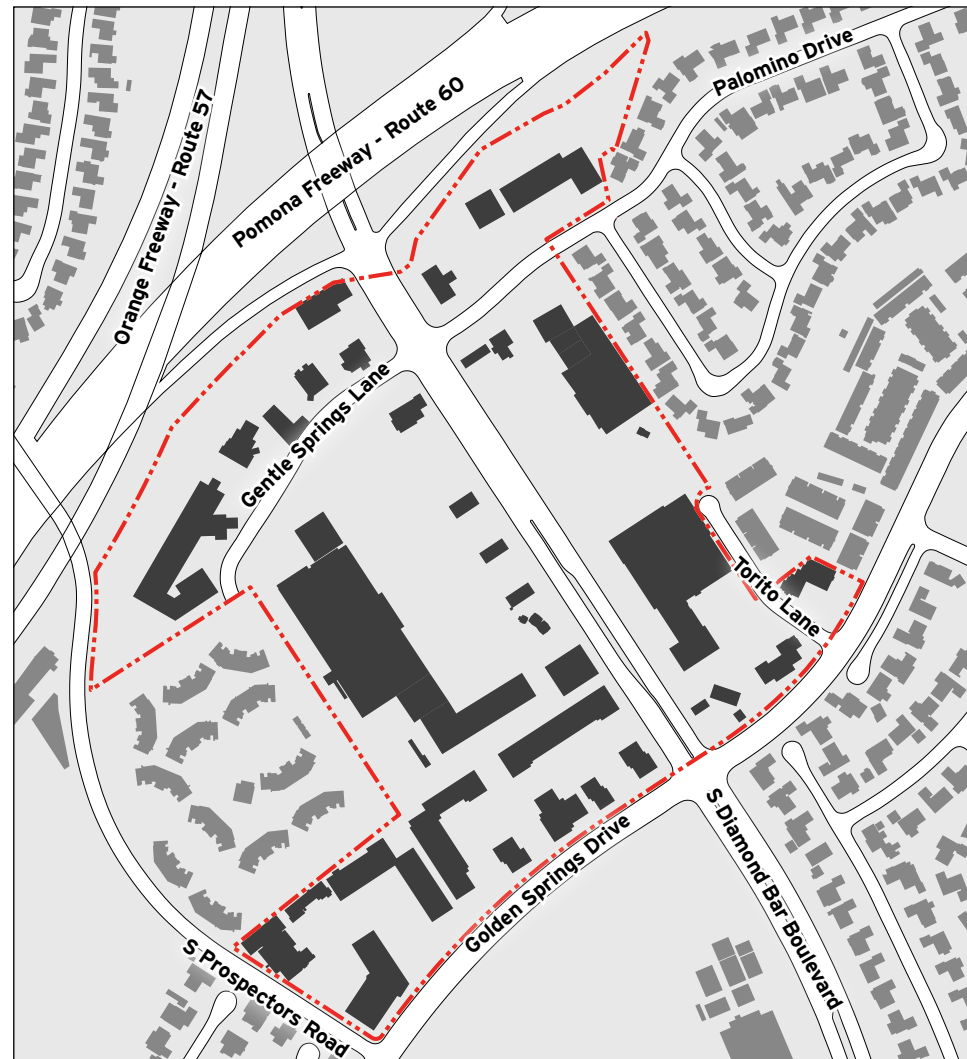 Palomino Drive
Orange Freeway - Route 57
Pomona Freeway - Route 60
Gentle Springs Lane
Torito Lane
S Diamond Bar Boulevard
Golden Springs Drive
S Prospectors Road